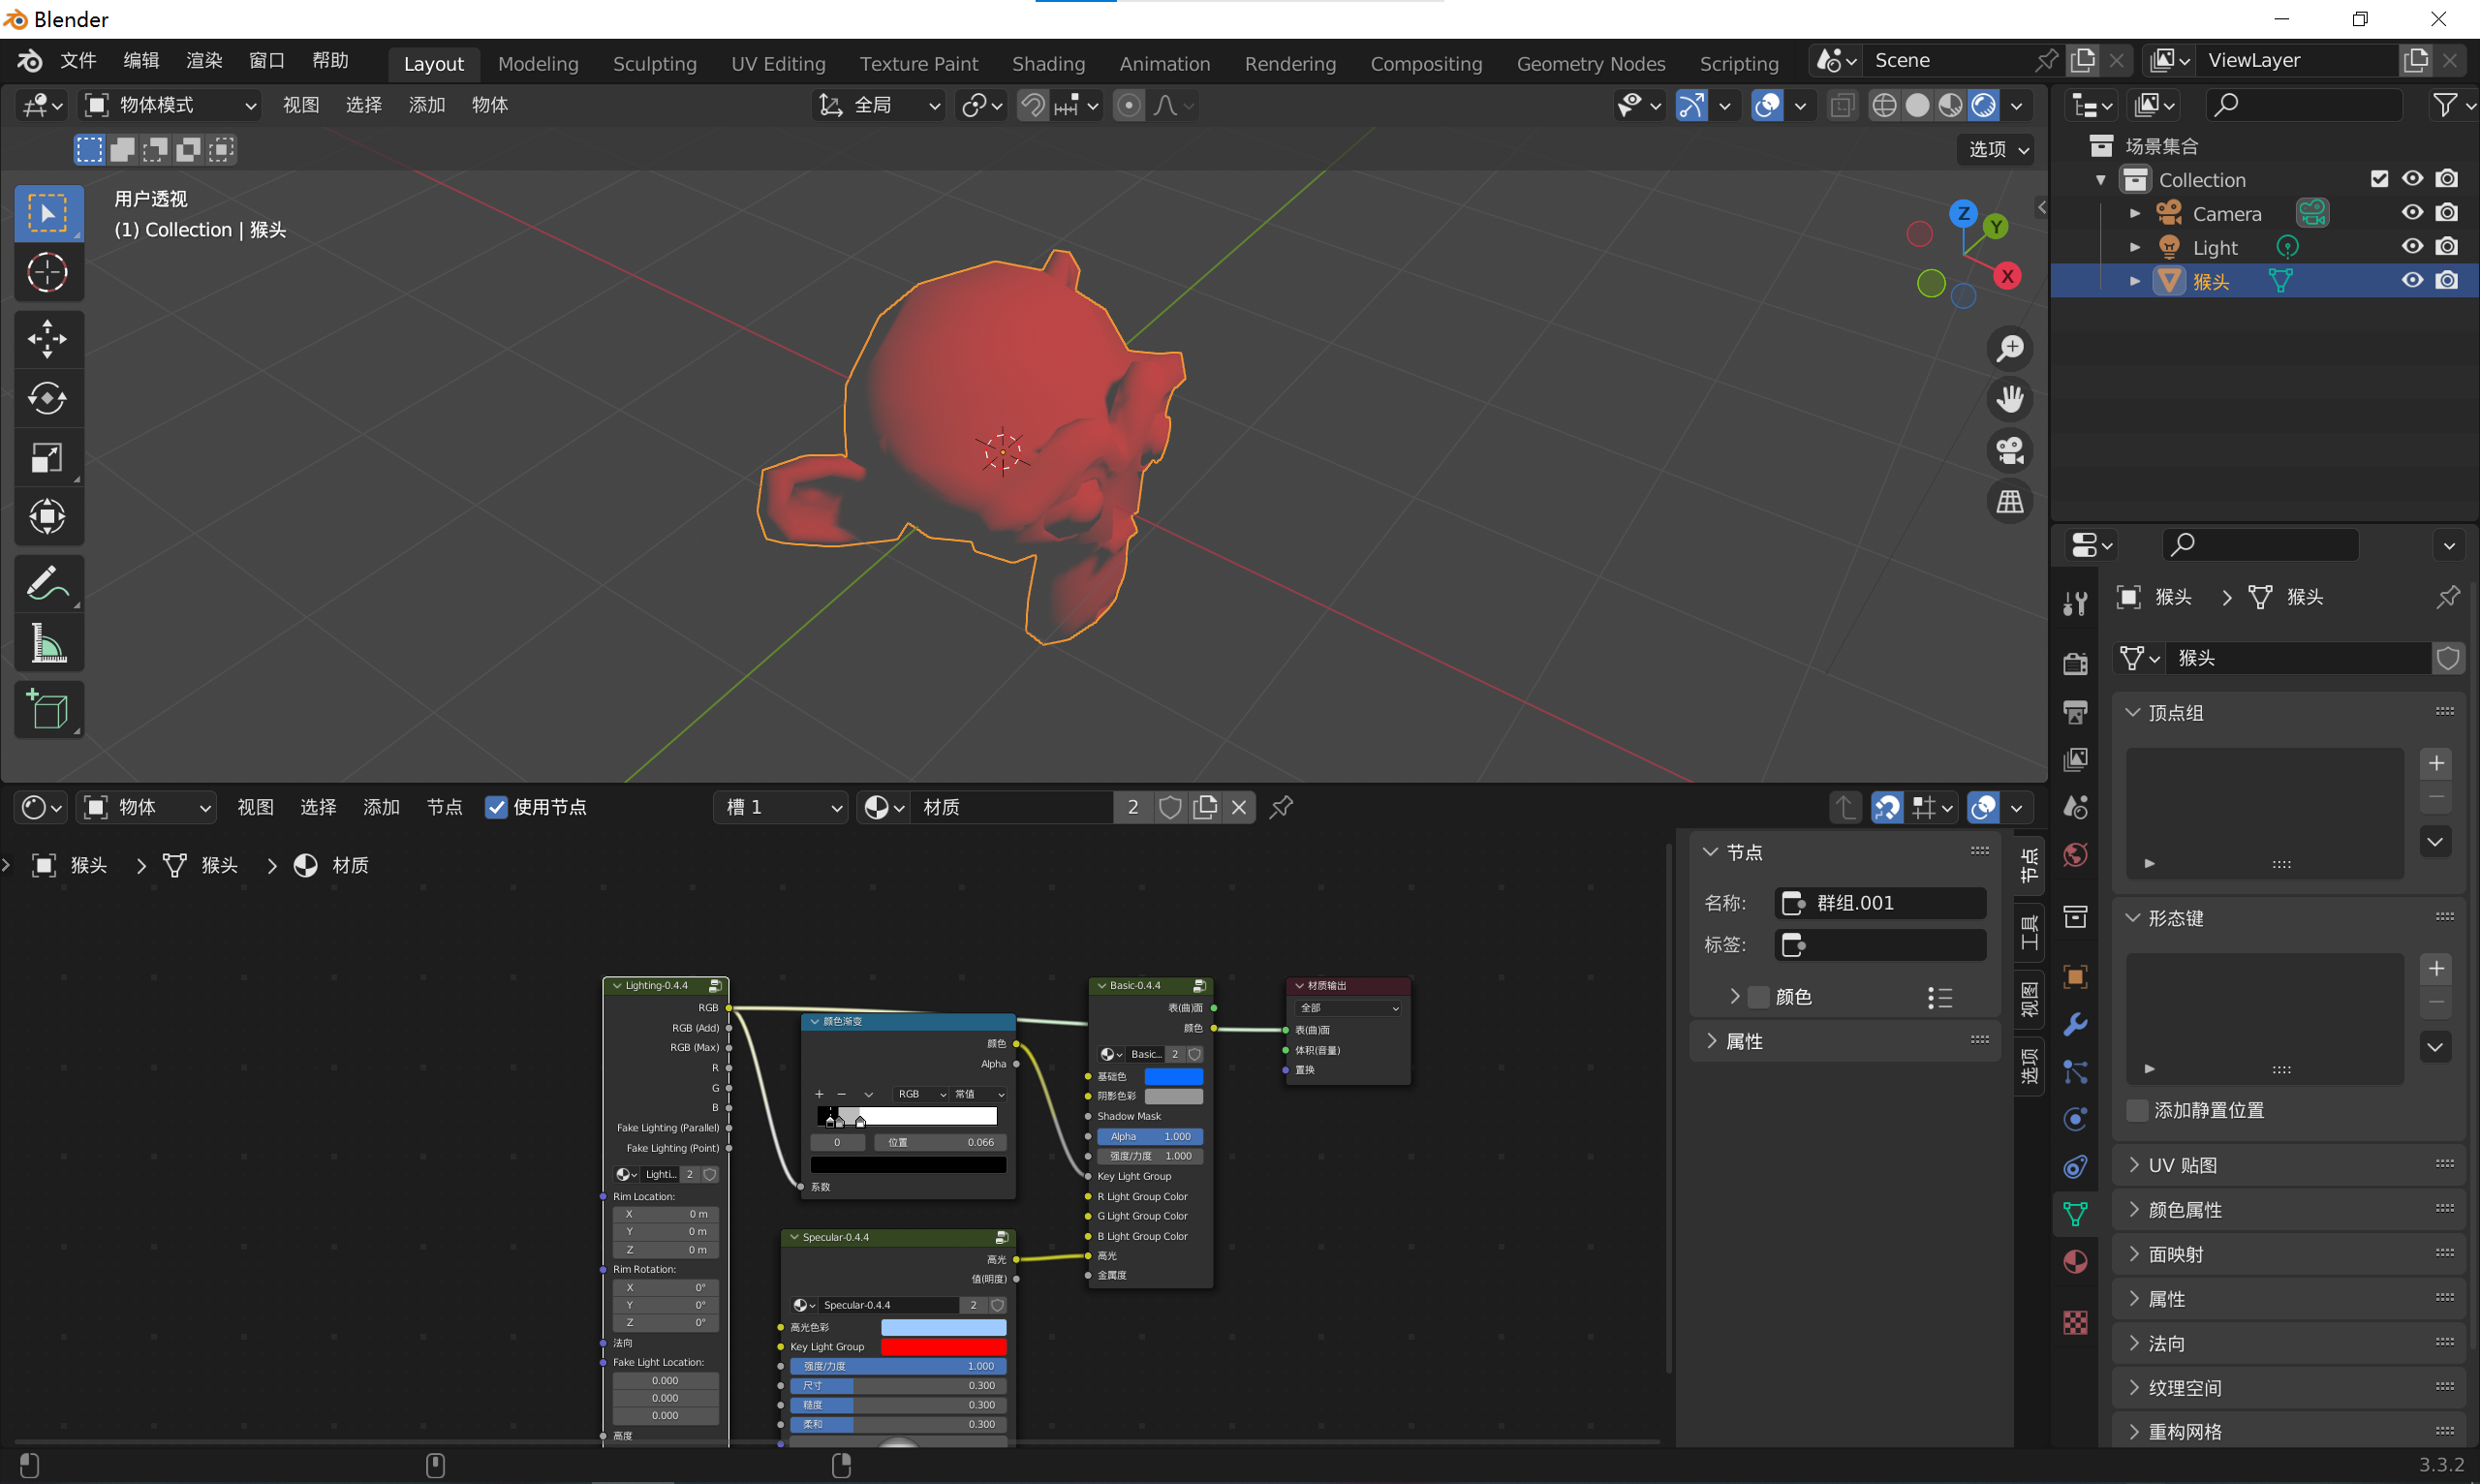 Blender
文件 编辑 渲染 窗口 帮助 Layout Modeling Sculpting UV Editing Texture Paint Shading Animation Rendering Compositing Geometry Nodes Scripting Scene ViewLayer
物体模式 视图 选择 添加 物体 全局
选项
用户透视
(1) Collection | 猴头
Z
Y
X
场景集合
Collection
Camera
Light
猴头
猴头 猴头
猴头
顶点组
形态键
添加静置位置
UV 贴图
颜色属性
面映射
属性
法向
纹理空间
重构网格
物体 视图 选择 添加 节点 使用节点 槽 1 材质 2
猴头 猴头 材质
Lighting-0.4.4
RGB
RGB (Add)
RGB (Max)
R
G
B
Fake Lighting (Parallel)
Fake Lighting (Point)
Lighti... 2
Rim Location:
X 0 m
Y 0 m
Z 0 m
Rim Rotation:
X 0°
Y 0°
Z 0°
法向
Fake Light Location:
0.000
0.000
0.000
高度
颜色渐变
颜色
Alpha
RGB 常值
0 位置 0.066
系数
Specular-0.4.4
高光
值(明度)
Specular-0.4.4 2
高光色彩
Key Light Group
强度/力度 1.000
尺寸 0.300
糙度 0.300
柔和 0.300
Basic-0.4.4
表(曲)面
颜色
Basic... 2
基础色
阴影色彩
Shadow Mask
Alpha 1.000
强度/力度 1.000
Key Light Group
R Light Group Color
G Light Group Color
B Light Group Color
高光
金属度
材质输出
全部
表(曲)面
体积(音量)
置换
节点
名称: 群组.001
标签:
颜色
属性
节点
工具
视图
选项
3.3.2